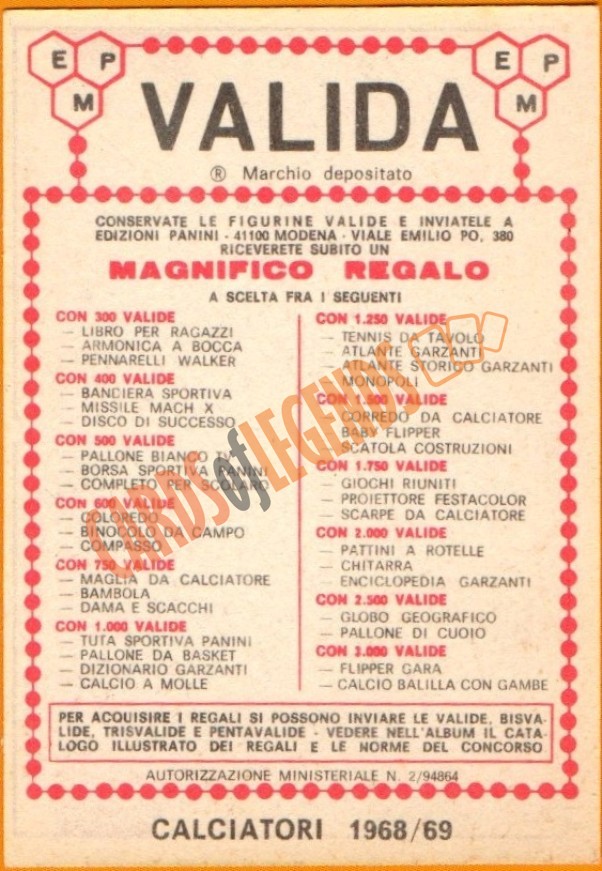 E P
M
E P
M
VALIDA
® Marchio depositato
CONSERVATE LE FIGURINE VALIDE E INVIATELE A
EDIZIONI PANINI - 41100 MODENA - VIALE EMILIO PO, 380
RICEVERETE SUBITO UN
MAGNIFICO REGALO
A SCELTA FRA I SEGUENTI
CON 300 VALIDE
— LIBRO PER RAGAZZI
— ARMONICA A BOCCA
— PENNARELLI WALKER
CON 400 VALIDE
— BANDIERA SPORTIVA
— MISSILE MACH X
— DISCO DI SUCCESSO
CON 500 VALIDE
— PALLONE BIANCO TV
— BORSA SPORTIVA PANINI
— COMPLETO PER SCOLARO
CON 600 VALIDE
— COLOREDO
— BINOCOLO DA CAMPO
— COMPASSO
CON 750 VALIDE
— MAGLIA DA CALCIATORE
— BAMBOLA
— DAMA E SCACCHI
CON 1.000 VALIDE
— TUTA SPORTIVA PANINI
— PALLONE DA BASKET
— DIZIONARIO GARZANTI
— CALCIO A MOLLE
CON 1.250 VALIDE
— TENNIS DA TAVOLO
— ATLANTE GARZANTI
— ATLANTE STORICO GARZANTI
— MONOPOLI
CON 1.500 VALIDE
— CORREDO DA CALCIATORE
— BABY FLIPPER
— SCATOLA COSTRUZIONI
CON 1.750 VALIDE
— GIOCHI RIUNITI
— PROIETTORE FESTACOLOR
— SCARPE DA CALCIATORE
CON 2.000 VALIDE
— PATTINI A ROTELLE
— CHITARRA
— ENCICLOPEDIA GARZANTI
CON 2.500 VALIDE
— GLOBO GEOGRAFICO
— PALLONE DI CUOIO
CON 3.000 VALIDE
— FLIPPER GARA
— CALCIO BALILLA CON GAMBE
PER ACQUISIRE I REGALI SI POSSONO INVIARE LE VALIDE, BISVA-
LIDE, TRISVALIDE E PENTAVALIDE - VEDERE NELL'ALBUM IL CATA-
LOGO ILLUSTRATO DEI REGALI E LE NORME DEL CONCORSO
AUTORIZZAZIONE MINISTERIALE N. 2/94864
CALCIATORI 1968/69
CARDS of LEGENDS